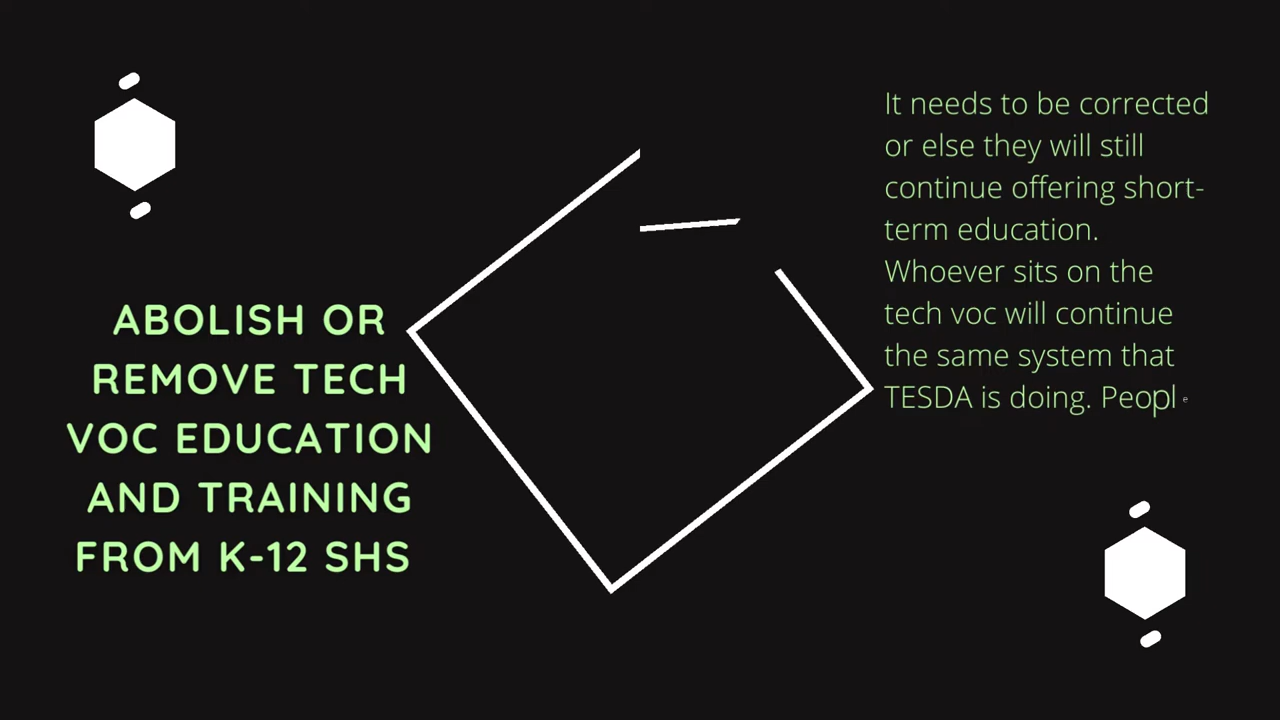 ABOLISH OR
REMOVE TECH
VOC EDUCATION
AND TRAINING
FROM K-12 SHS
It needs to be corrected
or else they will still
continue offering short-
term education.
Whoever sits on the
tech voc will continue
the same system that
TESDA is doing. Peopl e